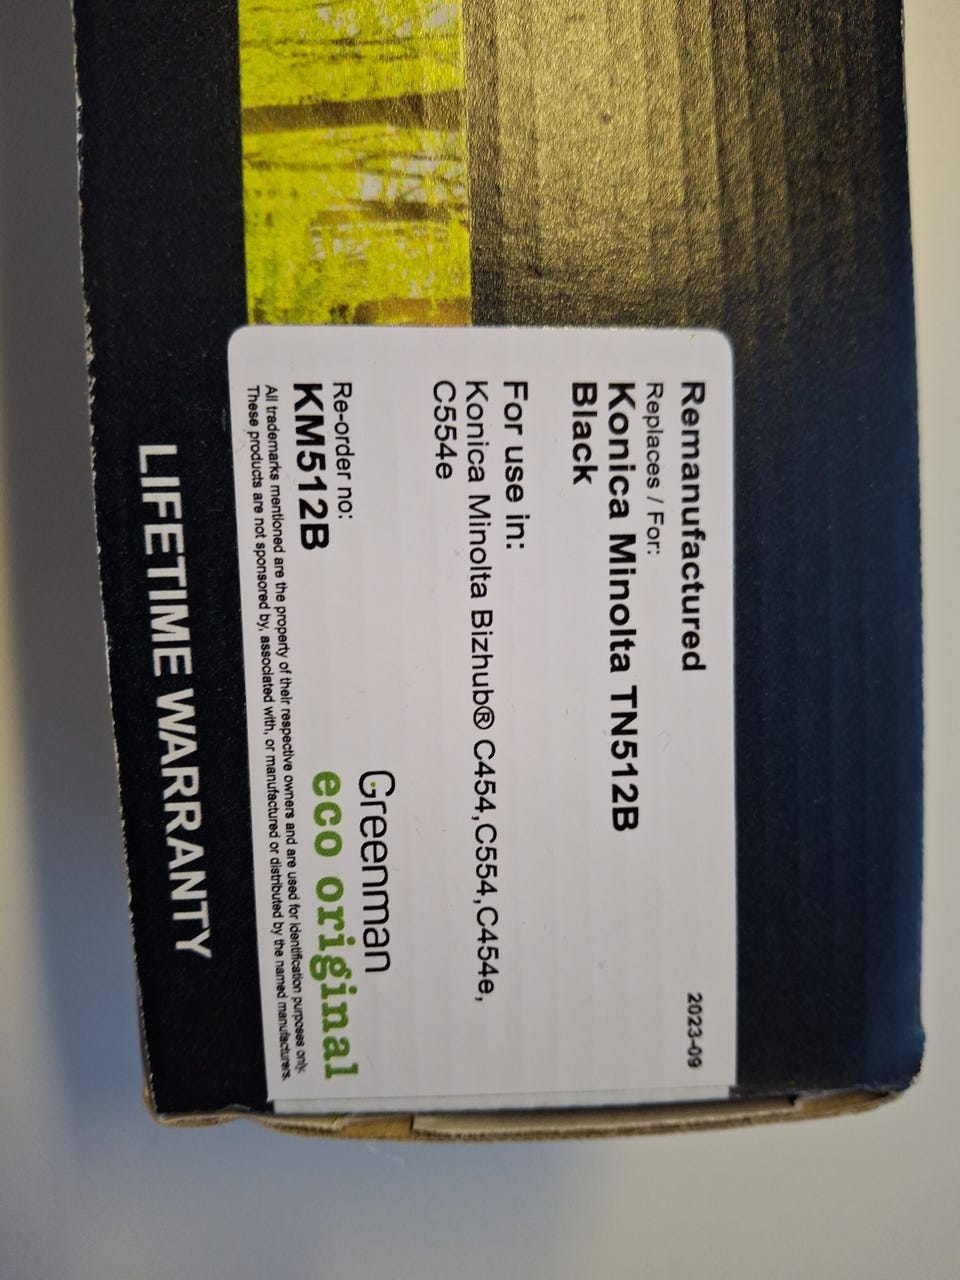 Remanufactured
2023-09
Replaces / For:
Konica Minolta TN512B
Black
For use in:
Konica Minolta Bizhub® C454,C554,C454e,
C554e
Re-order no:
KM512B
Greenman
eco original
All trademarks mentioned are the property of their respective owners and are used for identification purposes only.
These products are not sponsored by, associated with, or manufactured or distributed by the named manufacturers.
LIFETIME WARRANTY